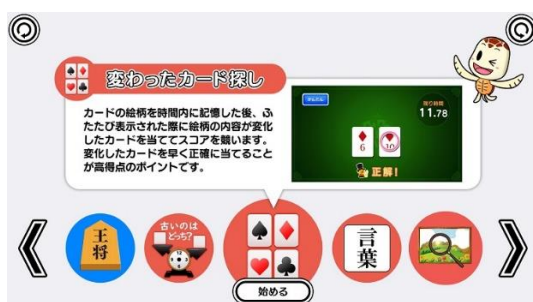 変わったカード探し
カードの絵柄を時間内に記憶した後、ふ
たたび表示された際に絵柄の内容が変化
したカードを当ててスコアを競います。
変化したカードを早く正確に当てること
が高得点のポイントです。
残り時間
11.78
6
10
正解!
王将
古いのは
どっち?
言葉
始める